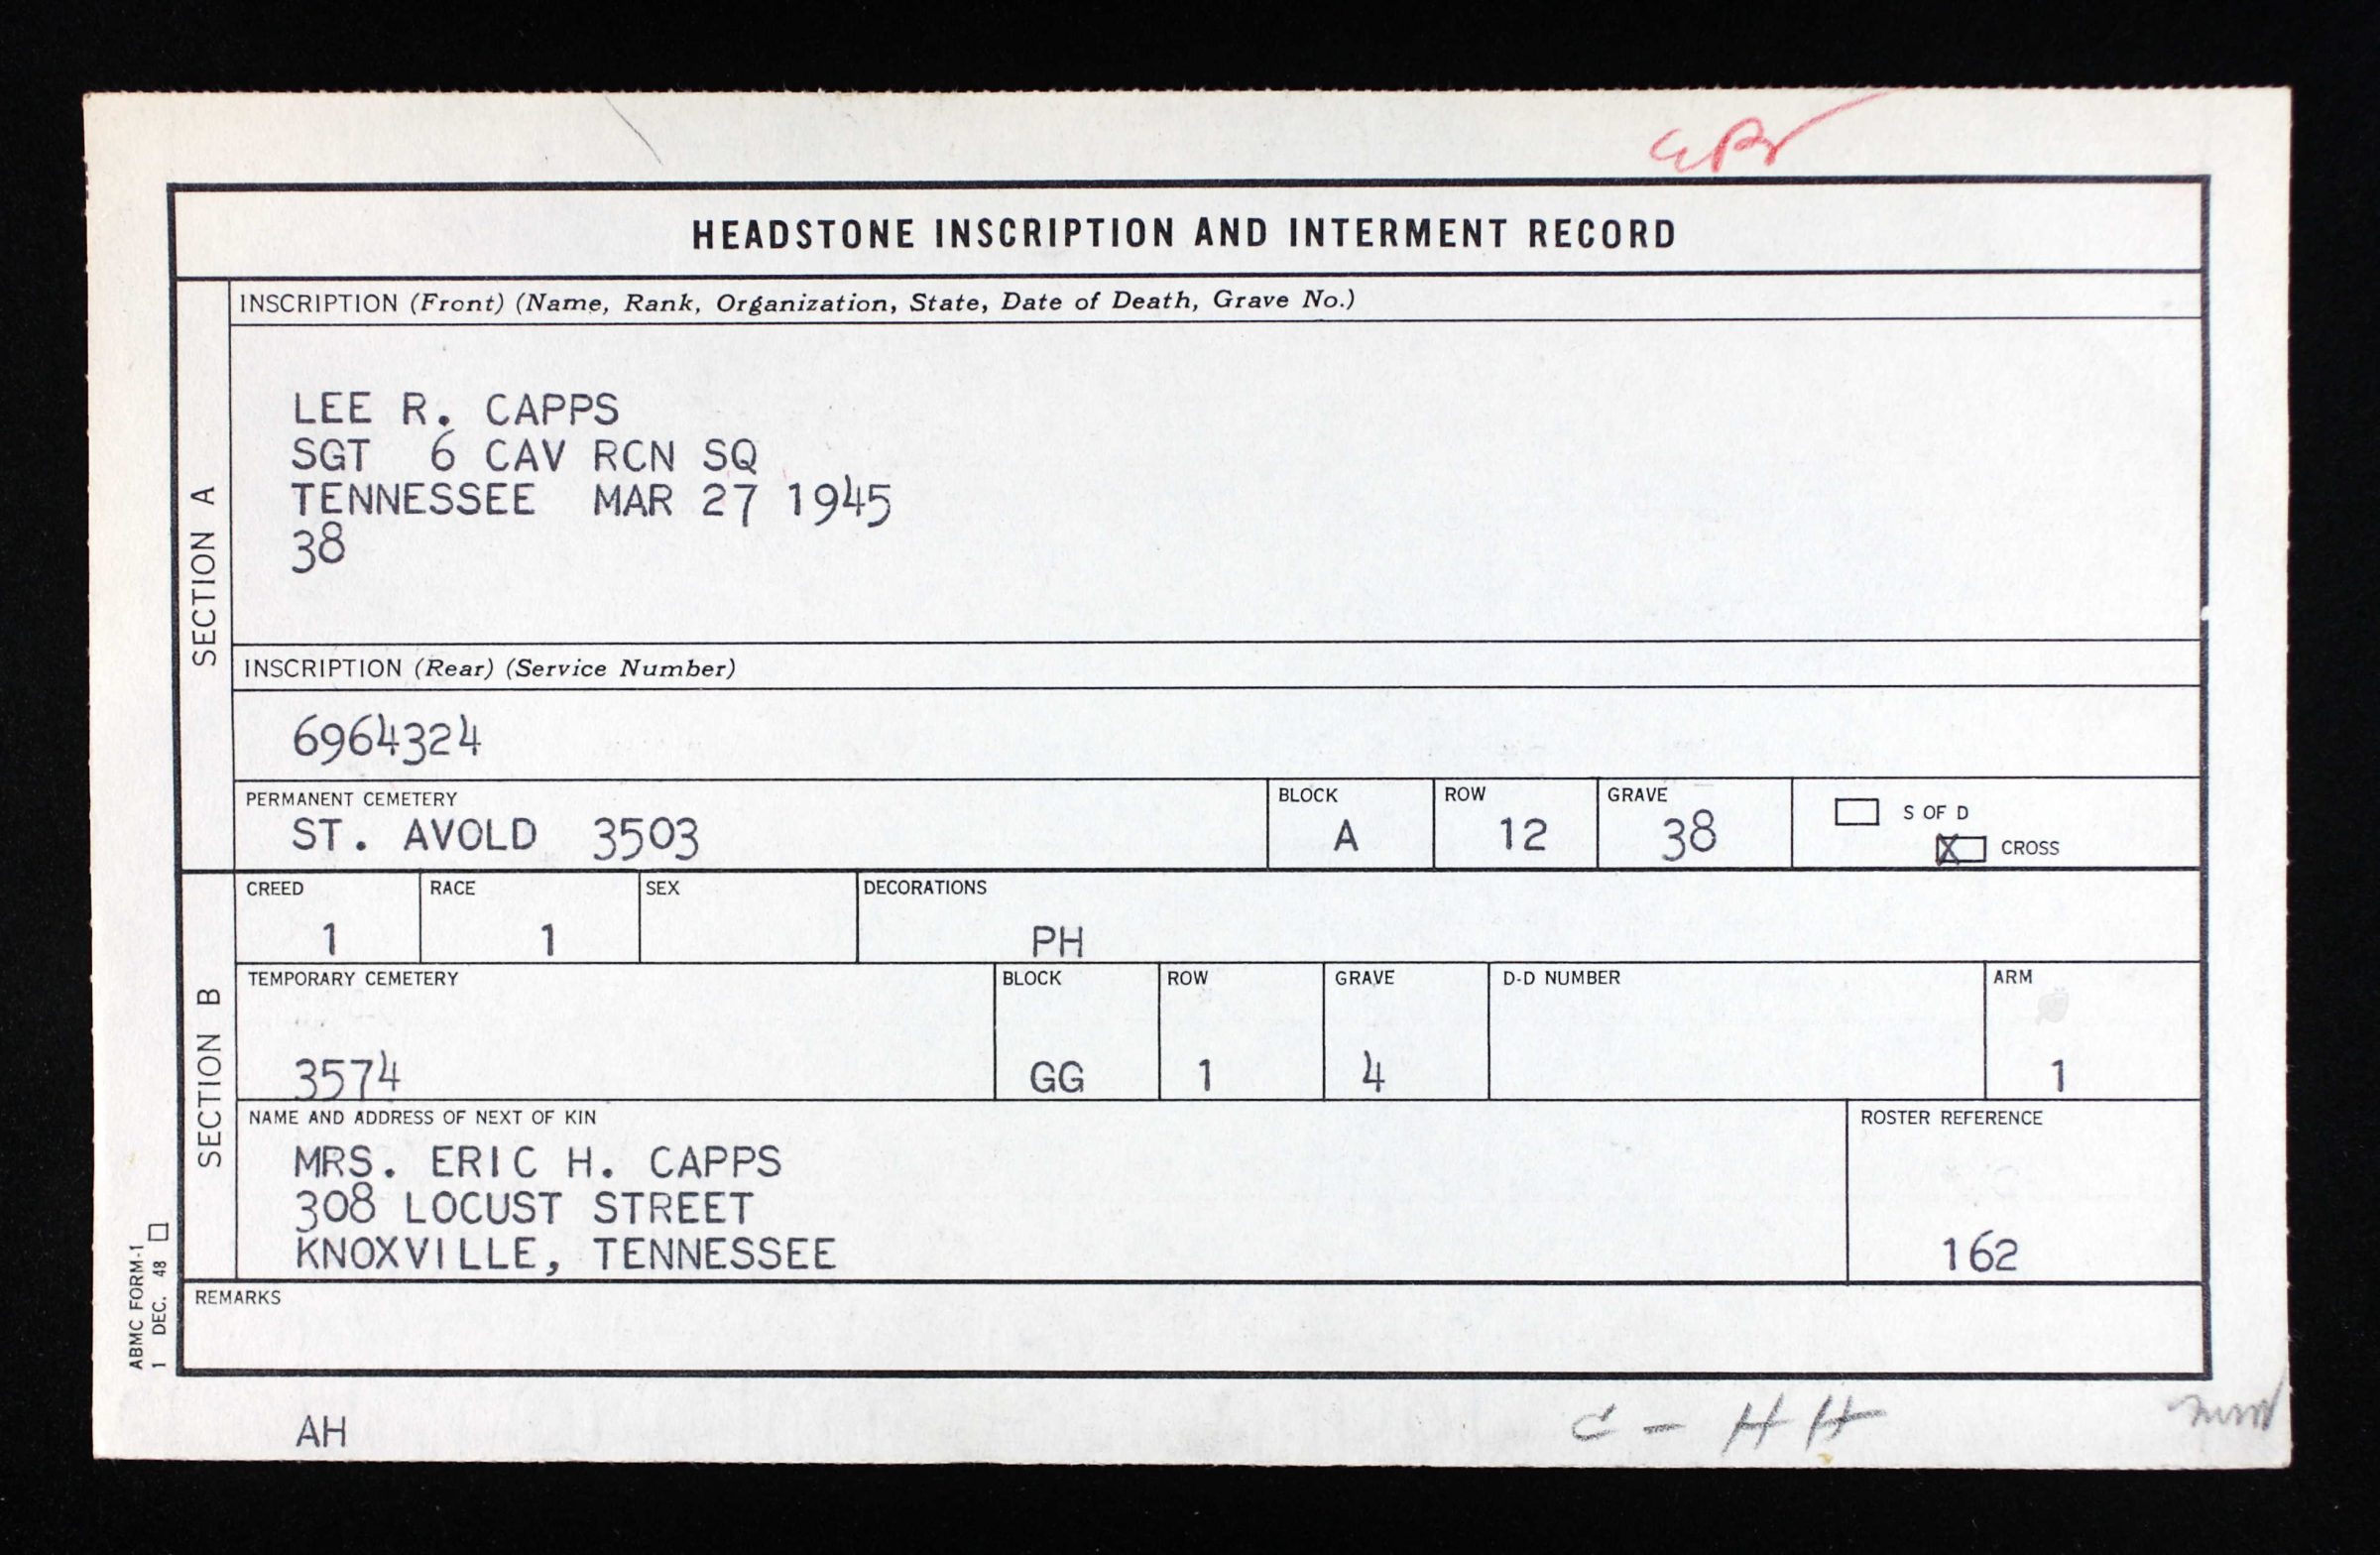 HEADSTONE INSCRIPTION AND INTERMENT RECORD
SECTION A
INSCRIPTION (Front) (Name, Rank, Organization, State, Date of Death, Grave No.)
LEE R. CAPPS
SGT 6 CAV RCN SQ
TENNESSEE MAR 27 1945
38
INSCRIPTION (Rear) (Service Number)
6964324
PERMANENT CEMETERY BLOCK ROW GRAVE S OF D
ST. AVOLD 3503 A 12 38 X CROSS
SECTION B
CREED RACE SEX DECORATIONS
1 1 PH
TEMPORARY CEMETERY BLOCK ROW GRAVE D-D NUMBER ARM
3574 GG 1 4 1
NAME AND ADDRESS OF NEXT OF KIN ROSTER REFERENCE
MRS. ERIC H. CAPPS
308 LOCUST STREET
KNOXVILLE, TENNESSEE 162
REMARKS
ABMC FORM-1
1 DEC. 48
AH C - HH